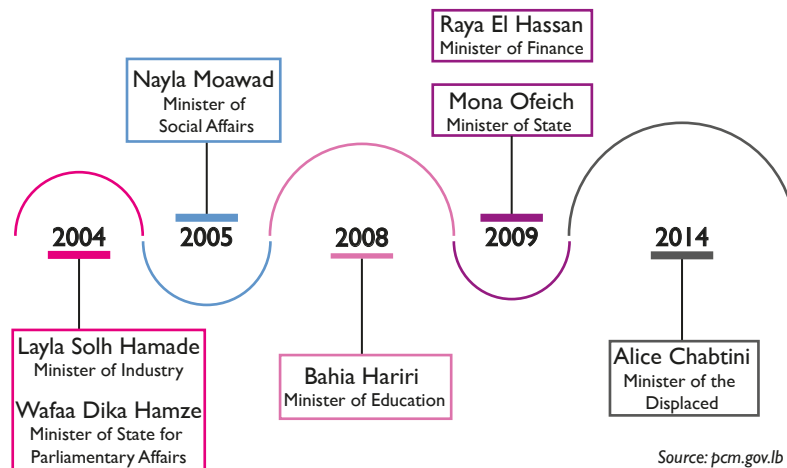 Raya El Hassan
Minister of Finance
Nayla Moawad
Minister of
Social Affairs
Mona Ofeich
Minister of State
2004
2005
2008
2009
2014
Layla Solh Hamade
Minister of Industry
Wafaa Dika Hamze
Minister of State for
Parliamentary Affairs
Bahia Hariri
Minister of Education
Alice Chabtini
Minister of the
Displaced
Source: pcm.gov.lb